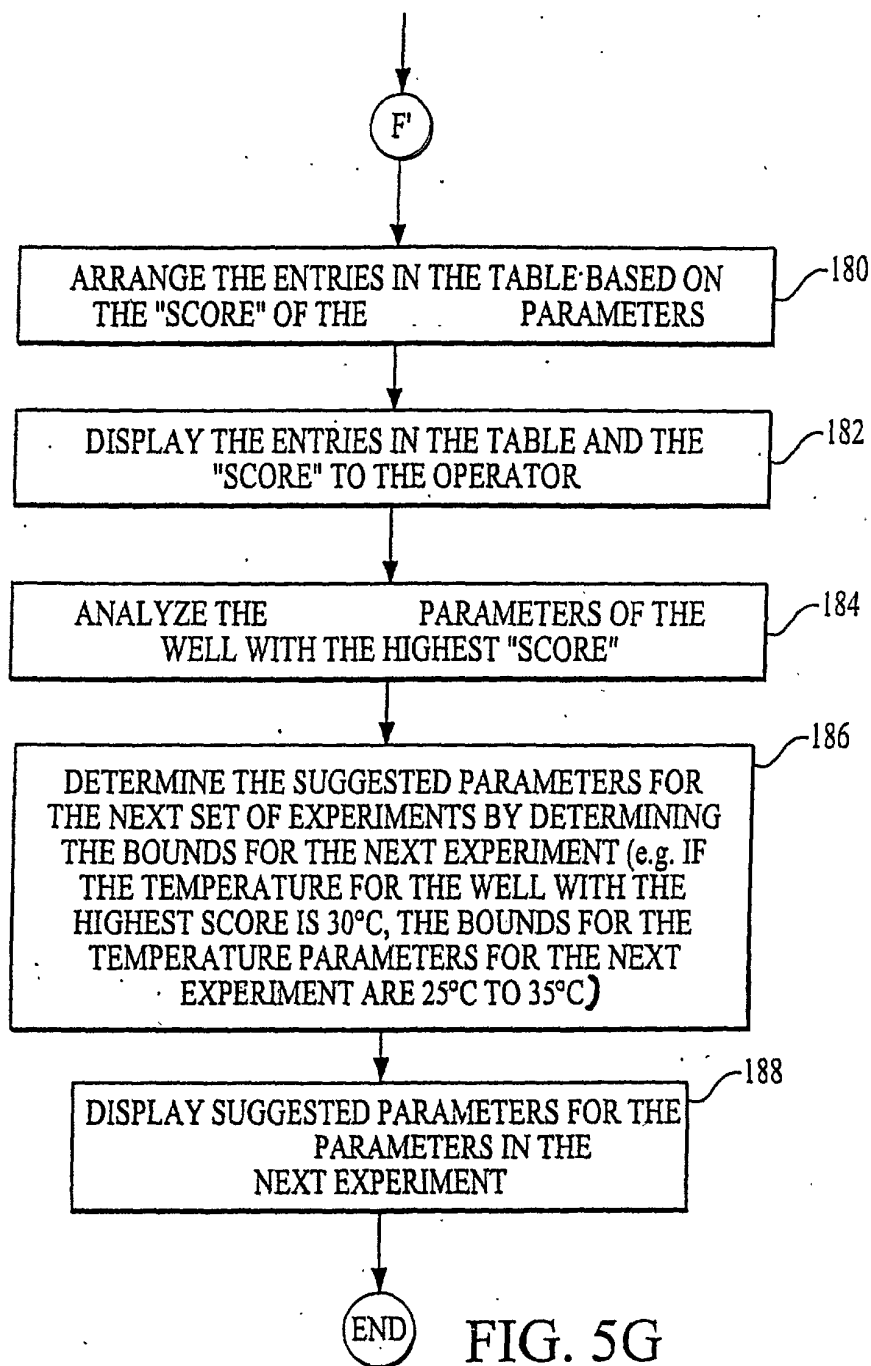 F'
ARRANGE THE ENTRIES IN THE TABLE BASED ON
THE "SCORE" OF THE PARAMETERS
180
DISPLAY THE ENTRIES IN THE TABLE AND THE
"SCORE" TO THE OPERATOR
182
ANALYZE THE PARAMETERS OF THE
WELL WITH THE HIGHEST "SCORE"
184
DETERMINE THE SUGGESTED PARAMETERS FOR
THE NEXT SET OF EXPERIMENTS BY DETERMINING
THE BOUNDS FOR THE NEXT EXPERIMENT (e.g. IF
THE TEMPERATURE FOR THE WELL WITH THE
HIGHEST SCORE IS 30°C, THE BOUNDS FOR THE
TEMPERATURE PARAMETERS FOR THE NEXT
EXPERIMENT ARE 25°C TO 35°C)
186
DISPLAY SUGGESTED PARAMETERS FOR THE
PARAMETERS IN THE
NEXT EXPERIMENT
188
END
FIG. 5G